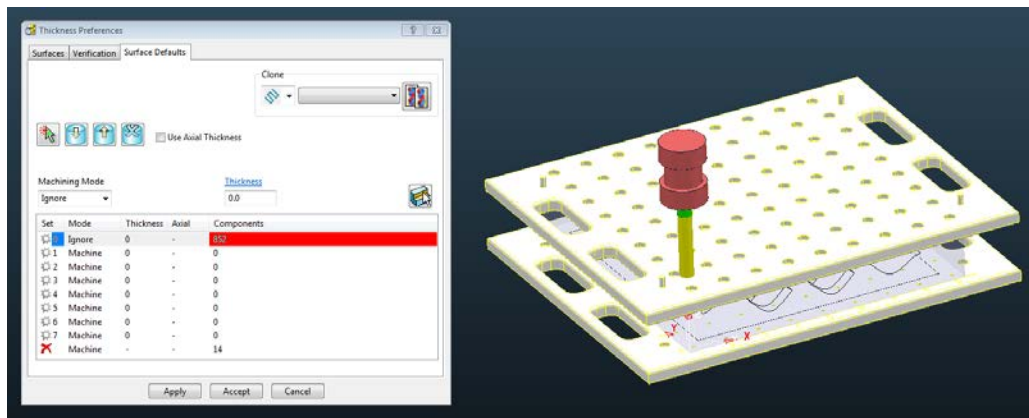 Thickness Preferences
Surfaces Verification Surface Defaults
Clone
Use Axial Thickness
Machining Mode Thickness
Ignore 0.0
Set Mode Thickness Axial Components
Ignore 0 - 852
1 Machine 0 - 0
2 Machine 0 - 0
3 Machine 0 - 0
4 Machine 0 - 0
5 Machine 0 - 0
6 Machine 0 - 0
7 Machine 0 - 0
Machine - - 14
Apply Accept Cancel
Y X